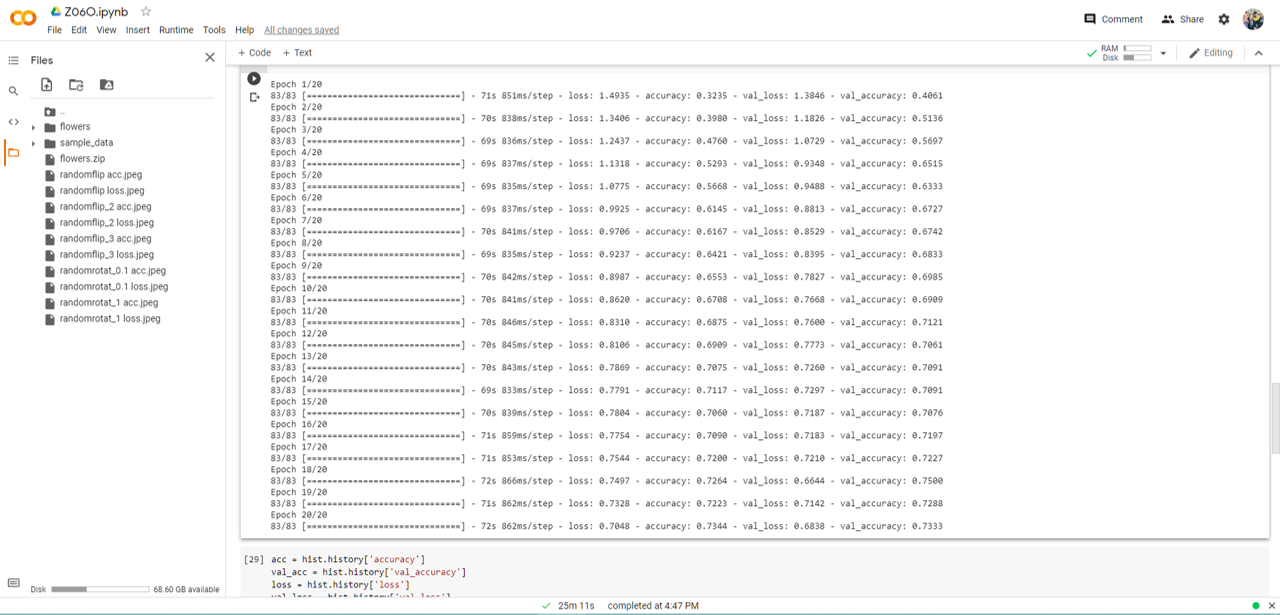 Z06O.ipynb
File Edit View Insert Runtime Tools Help All changes saved
Comment Share
Files
+ Code + Text
RAM
Disk
Editing
..
flowers
sample_data
flowers.zip
randomflip acc.jpeg
randomflip loss.jpeg
randomflip_2 acc.jpeg
randomflip_2 loss.jpeg
randomflip_3 acc.jpeg
randomflip_3 loss.jpeg
randomrotat_0.1 acc.jpeg
randomrotat_0.1 loss.jpeg
randomrotat_1 acc.jpeg
randomrotat_1 loss.jpeg
Disk 68.60 GB available
Epoch 1/20
83/83 [==============================] - 71s 851ms/step - loss: 1.4935 - accuracy: 0.3235 - val_loss: 1.3846 - val_accuracy: 0.4061
Epoch 2/20
83/83 [==============================] - 70s 838ms/step - loss: 1.3406 - accuracy: 0.3980 - val_loss: 1.1826 - val_accuracy: 0.5136
Epoch 3/20
83/83 [==============================] - 69s 836ms/step - loss: 1.2437 - accuracy: 0.4760 - val_loss: 1.0729 - val_accuracy: 0.5697
Epoch 4/20
83/83 [==============================] - 69s 837ms/step - loss: 1.1318 - accuracy: 0.5293 - val_loss: 0.9348 - val_accuracy: 0.6515
Epoch 5/20
83/83 [==============================] - 69s 835ms/step - loss: 1.0775 - accuracy: 0.5668 - val_loss: 0.9488 - val_accuracy: 0.6333
Epoch 6/20
83/83 [==============================] - 69s 837ms/step - loss: 0.9925 - accuracy: 0.6145 - val_loss: 0.8813 - val_accuracy: 0.6727
Epoch 7/20
83/83 [==============================] - 70s 841ms/step - loss: 0.9706 - accuracy: 0.6167 - val_loss: 0.8529 - val_accuracy: 0.6742
Epoch 8/20
83/83 [==============================] - 69s 835ms/step - loss: 0.9237 - accuracy: 0.6421 - val_loss: 0.8395 - val_accuracy: 0.6833
Epoch 9/20
83/83 [==============================] - 70s 842ms/step - loss: 0.8987 - accuracy: 0.6553 - val_loss: 0.7827 - val_accuracy: 0.6985
Epoch 10/20
83/83 [==============================] - 70s 841ms/step - loss: 0.8620 - accuracy: 0.6708 - val_loss: 0.7668 - val_accuracy: 0.6909
Epoch 11/20
83/83 [==============================] - 70s 846ms/step - loss: 0.8310 - accuracy: 0.6875 - val_loss: 0.7600 - val_accuracy: 0.7121
Epoch 12/20
83/83 [==============================] - 70s 845ms/step - loss: 0.8106 - accuracy: 0.6909 - val_loss: 0.7773 - val_accuracy: 0.7061
Epoch 13/20
83/83 [==============================] - 70s 843ms/step - loss: 0.7869 - accuracy: 0.7075 - val_loss: 0.7260 - val_accuracy: 0.7091
Epoch 14/20
83/83 [==============================] - 69s 833ms/step - loss: 0.7791 - accuracy: 0.7117 - val_loss: 0.7297 - val_accuracy: 0.7091
Epoch 15/20
83/83 [==============================] - 70s 839ms/step - loss: 0.7804 - accuracy: 0.7060 - val_loss: 0.7187 - val_accuracy: 0.7076
Epoch 16/20
83/83 [==============================] - 71s 859ms/step - loss: 0.7754 - accuracy: 0.7090 - val_loss: 0.7183 - val_accuracy: 0.7197
Epoch 17/20
83/83 [==============================] - 71s 853ms/step - loss: 0.7544 - accuracy: 0.7200 - val_loss: 0.7210 - val_accuracy: 0.7227
Epoch 18/20
83/83 [==============================] - 72s 866ms/step - loss: 0.7497 - accuracy: 0.7264 - val_loss: 0.6644 - val_accuracy: 0.7500
Epoch 19/20
83/83 [==============================] - 71s 862ms/step - loss: 0.7328 - accuracy: 0.7223 - val_loss: 0.7142 - val_accuracy: 0.7288
Epoch 20/20
83/83 [==============================] - 72s 862ms/step - loss: 0.7048 - accuracy: 0.7344 - val_loss: 0.6838 - val_accuracy: 0.7333
[29] acc = hist.history['accuracy']
val_acc = hist.history['val_accuracy']
loss = hist.history['loss']
val_loss = hist.history['val_loss']
25m 11s completed at 4:47 PM